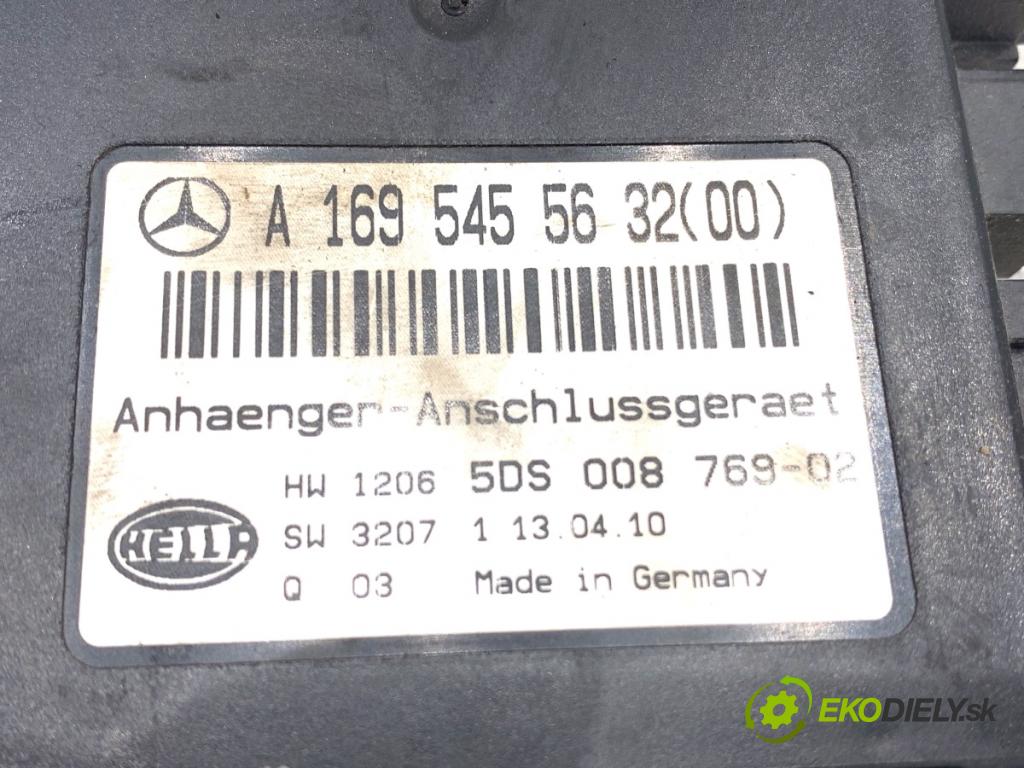 A 169 545 56 32(00)
Anhaenger-Anschlussgeraet
HW 1206 5DS 008 769-02
HELLA
SW 3207 1 13.04.10
Q 03 Made in Germany
EKODIELY.sk